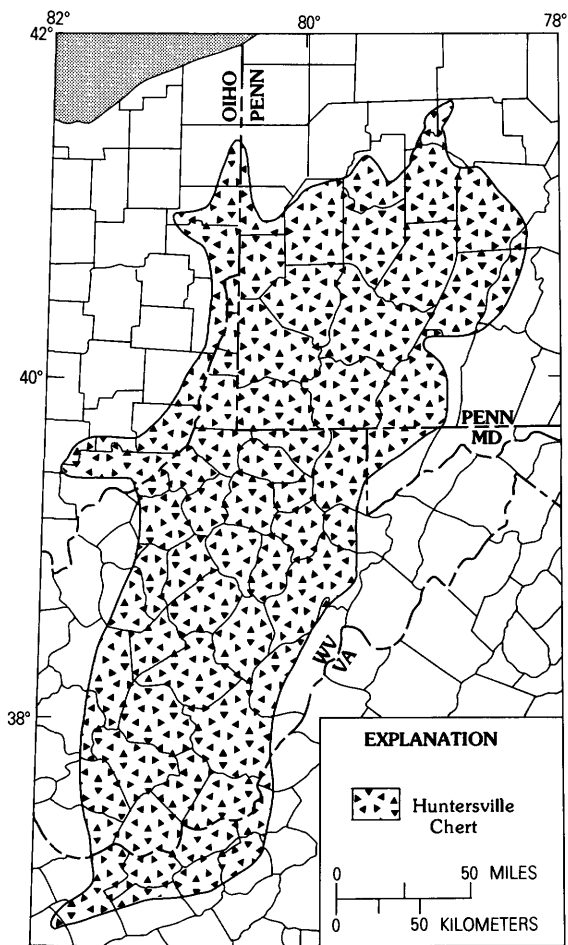 82° 80° 78°
42°
OIHO
PENN
40°
PENN
MD
WV
VA
38°
EXPLANATION
Huntersville
Chert
0 50 MILES
0 50 KILOMETERS